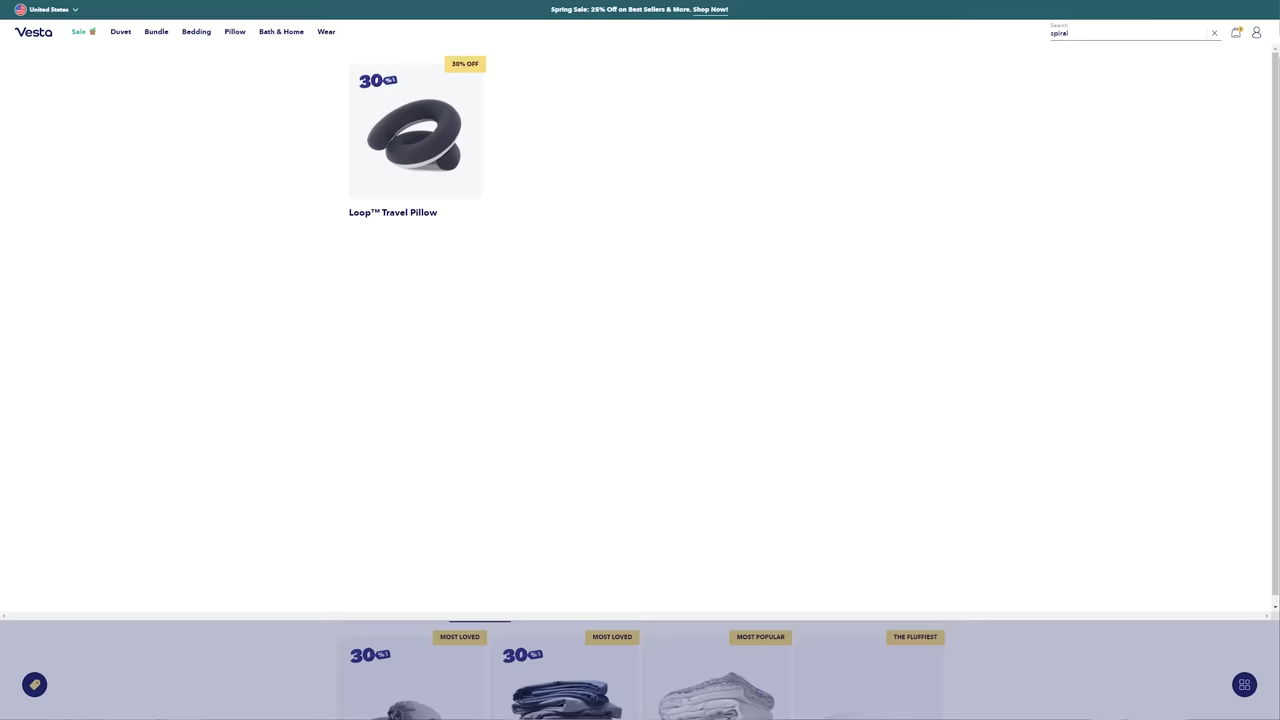 United States
Spring Sale: 25% Off on Best Sellers & More. Shop Now!
Vesta
Sale
Duvet
Bundle
Bedding
Pillow
Bath & Home
Wear
Search
spiral
30% OFF
30%!
Loop™ Travel Pillow
MOST LOVED
MOST LOVED
MOST POPULAR
THE FLUFFIEST
30%!
30%!